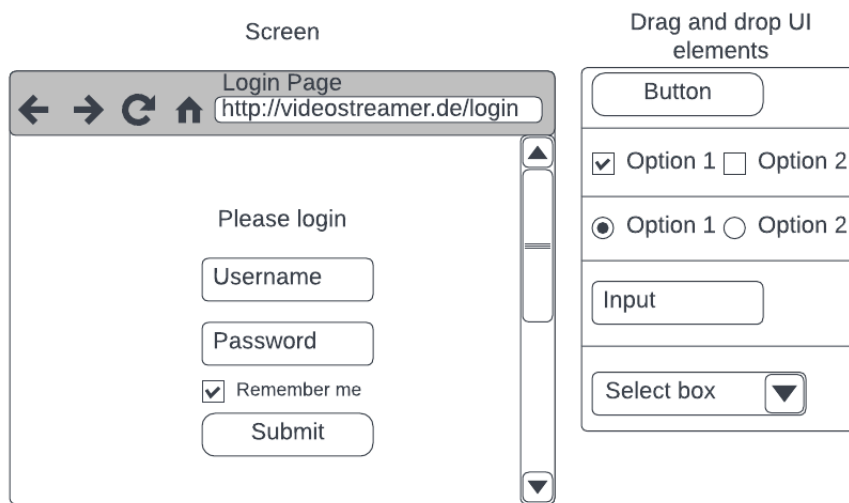 Screen
Login Page
http://videostreamer.de/login
Please login
Username
Password
Remember me
Submit
Drag and drop UI
elements
Button
Option 1 Option 2
Option 1 Option 2
Input
Select box